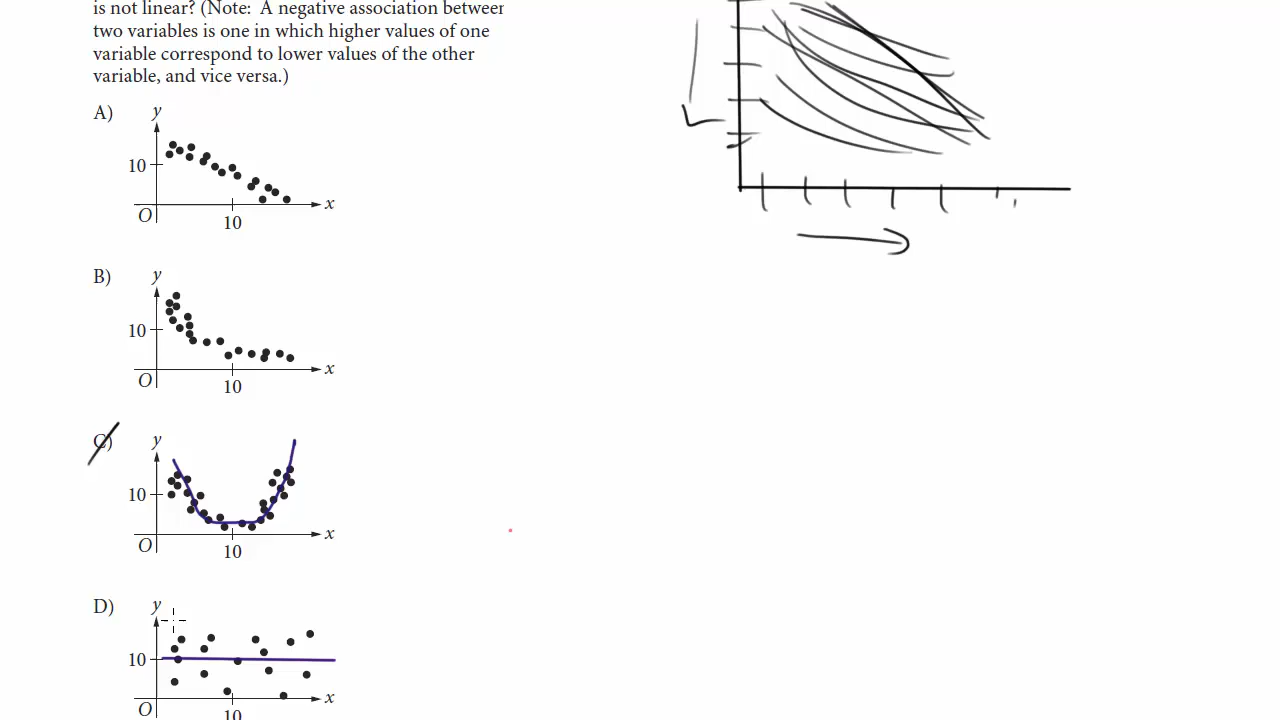 is not linear? (Note: A negative association between
two variables is one in which higher values of one
variable correspond to lower values of the other
variable, and vice versa.)
A)
y
10
O
10
x
B)
y
10
O
10
x
C)
y
10
O
10
x
D)
y
10
O
10
x